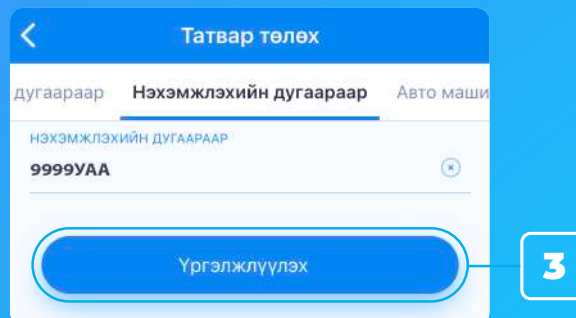 Татвар төлөх
дугаараар Нэхэмжлэхийн дугаараар Авто маши
НЭХЭМЖЛЭХИЙН ДУГААРААР
9999УАА
Үргэлжлүүлэх
3